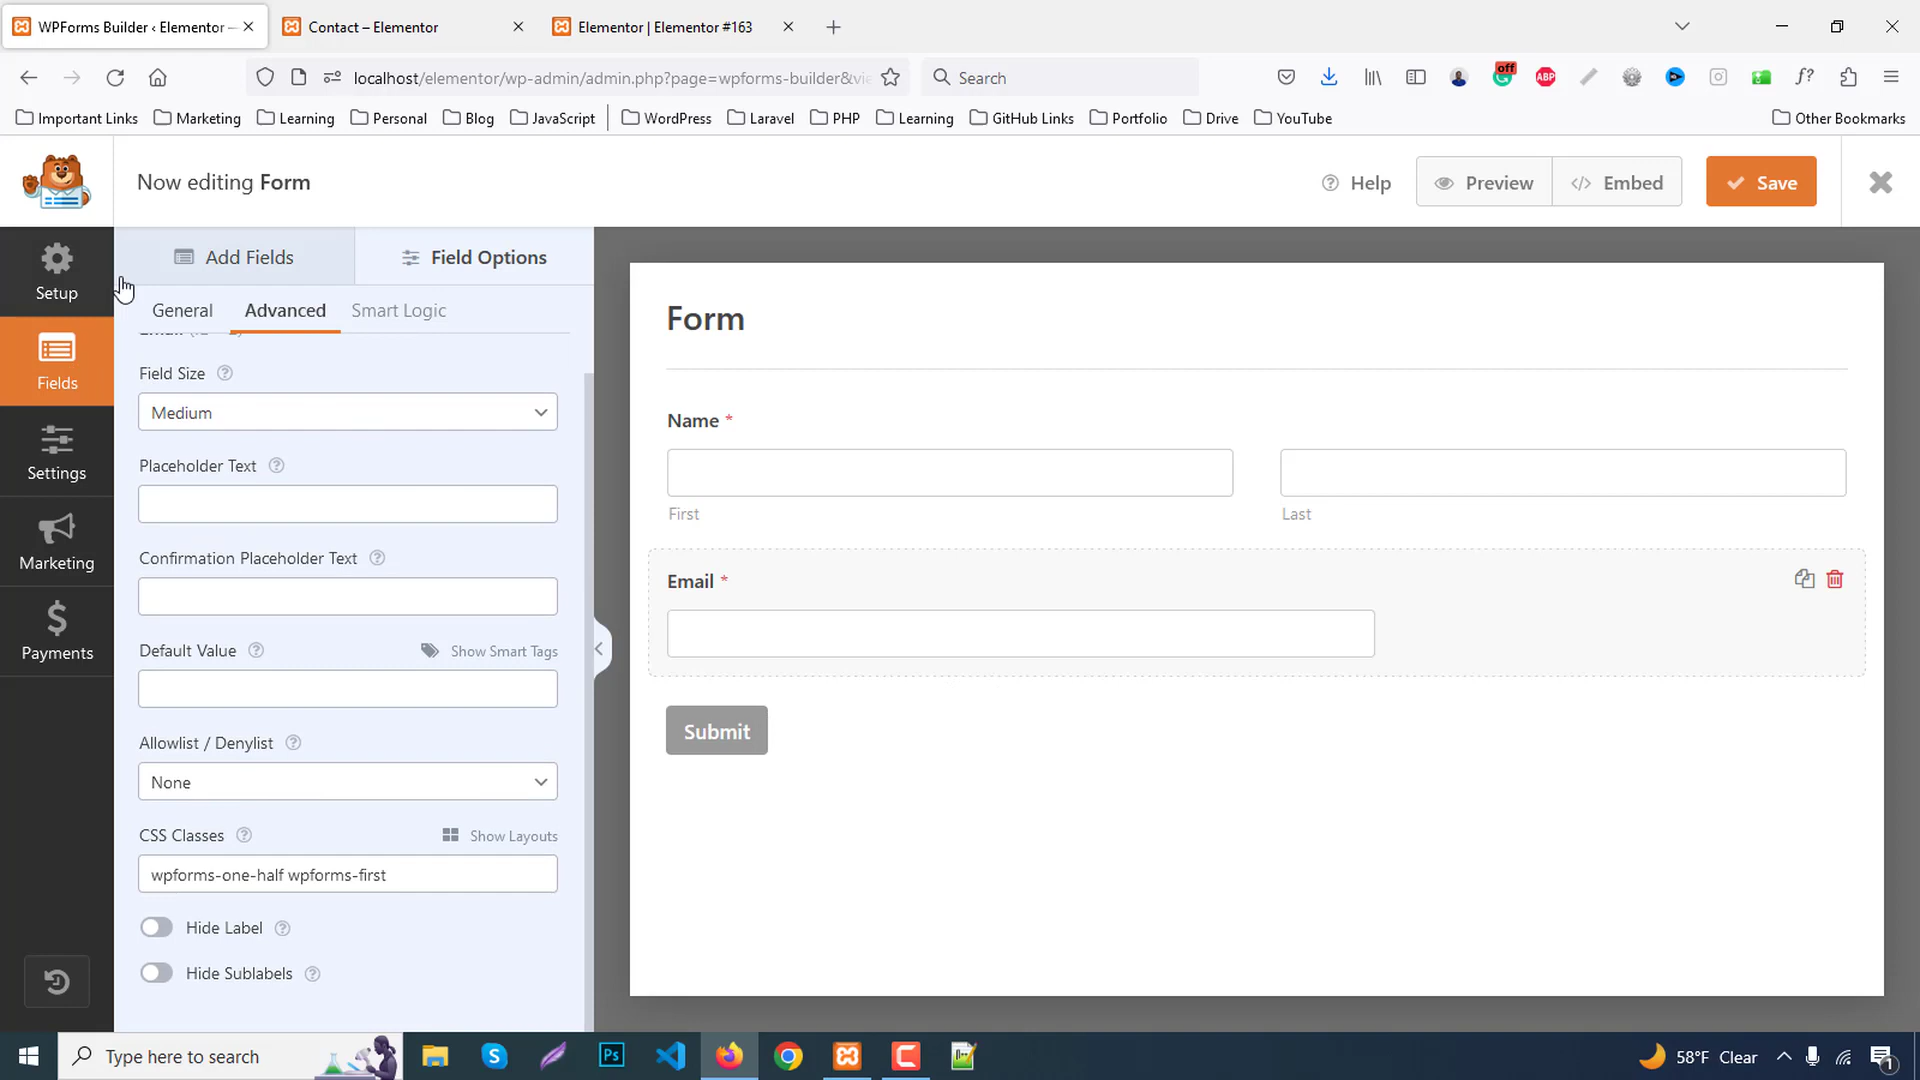 WPForms Builder ‹ Elementor —
Contact – Elementor
Elementor | Elementor #163
localhost/elementor/wp-admin/admin.php?page=wpforms-builder&vie
Search
off
ABP
f?
Important Links
Marketing
Learning
Personal
Blog
JavaScript
WordPress
Laravel
PHP
Learning
GitHub Links
Portfolio
Drive
YouTube
Other Bookmarks
Now editing Form
Help
Preview
Embed
Save
Setup
Fields
Settings
Marketing
Payments
Add Fields
Field Options
General
Advanced
Smart Logic
Field Size
Medium
Placeholder Text
Confirmation Placeholder Text
Default Value
Show Smart Tags
Allowlist / Denylist
None
CSS Classes
Show Layouts
wpforms-one-half wpforms-first
Hide Label
Hide Sublabels
Form
Name *
First
Last
Email *
Submit
Type here to search
Ps
58°F Clear
1